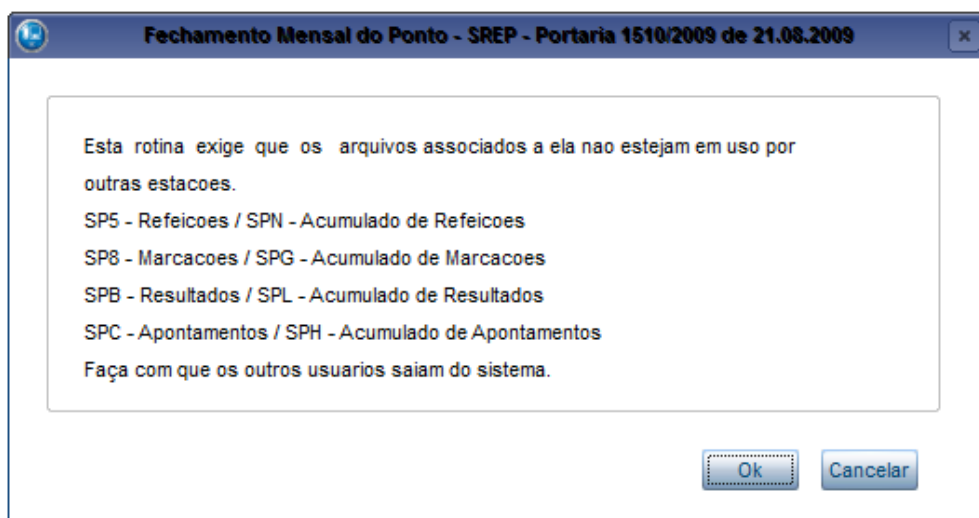 Fechamento Mensal do Ponto - SREP - Portaria 1510/2009 de 21.08.2009
Esta rotina exige que os arquivos associados a ela nao estejam em uso por
outras estacoes.
SP5 - Refeicoes / SPN - Acumulado de Refeicoes
SP8 - Marcacoes / SPG - Acumulado de Marcacoes
SPB - Resultados / SPL - Acumulado de Resultados
SPC - Apontamentos / SPH - Acumulado de Apontamentos
Faça com que os outros usuarios saiam do sistema.
Ok Cancelar